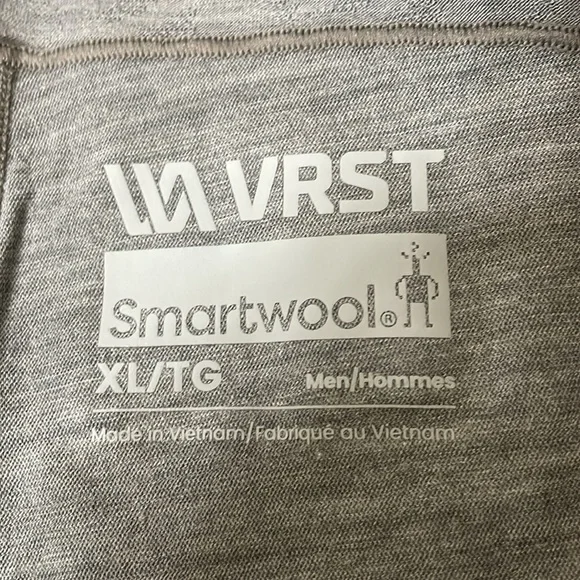 VRST
Smartwool®
XL/TG Men/Hommes
Made in Vietnam/Fabriqué au Vietnam